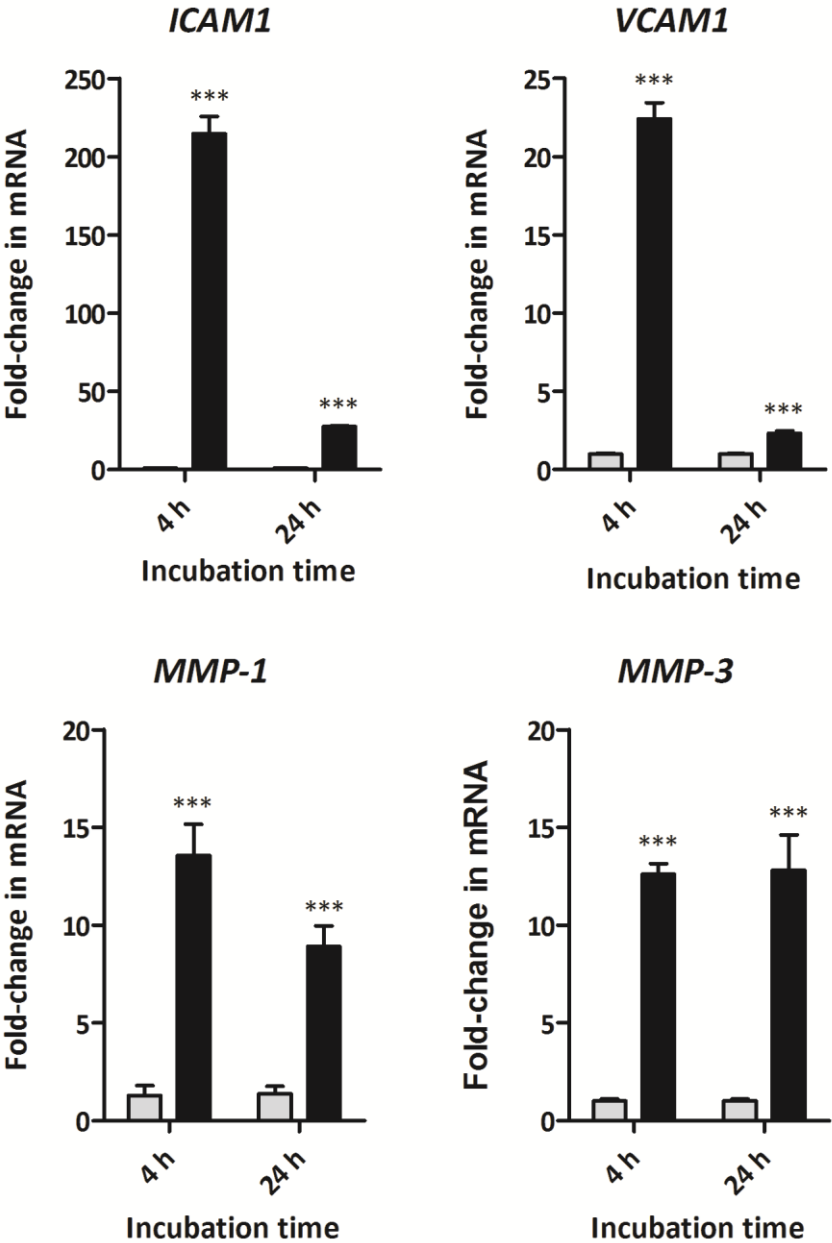 ICAM1
Fold-change in mRNA
250
200
150
100
50
0
***
***
4 h
24 h
Incubation time
VCAM1
Fold-change in mRNA
25
20
15
10
5
0
***
***
4 h
24 h
Incubation time
MMP-1
Fold-change in mRNA
20
15
10
5
0
***
***
4 h
24 h
Incubation time
MMP-3
Fold-change in mRNA
20
15
10
5
0
***
***
4 h
24 h
Incubation time